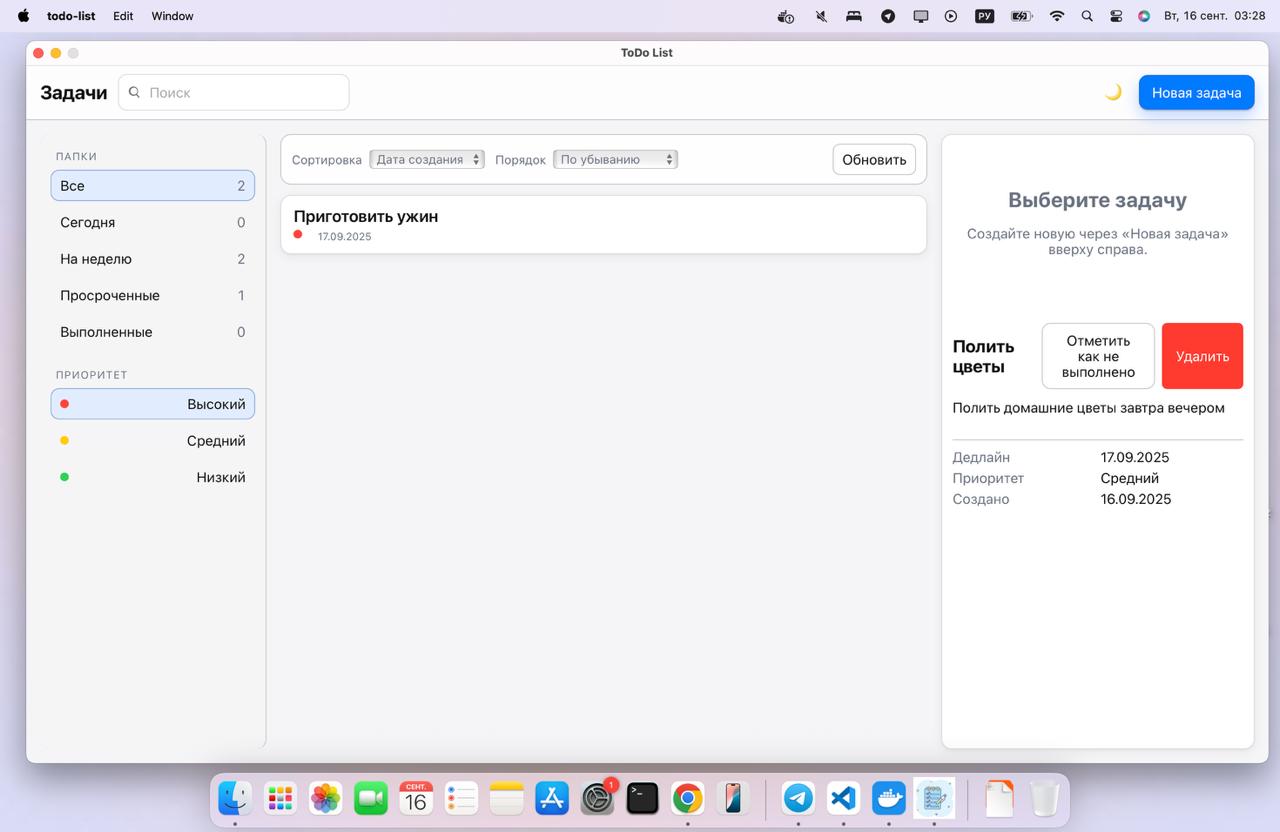 todo-list Edit Window
РУ
Вт, 16 сент. 03:28
ToDo List
Задачи
Поиск
Новая задача
ПАПКИ
Все 2
Сегодня 0
На неделю 2
Просроченные 1
Выполненные 0
ПРИОРИТЕТ
Высокий
Средний
Низкий
Сортировка Дата создания Порядок По убыванию Обновить
Приготовить ужин
17.09.2025
Выберите задачу
Создайте новую через «Новая задача»
вверху справа.
Полить
цветы
Отметить
как не
выполнено
Удалить
Полить домашние цветы завтра вечером
Дедлайн 17.09.2025
Приоритет Средний
Создано 16.09.2025
СЕНТ.
16
1
>_